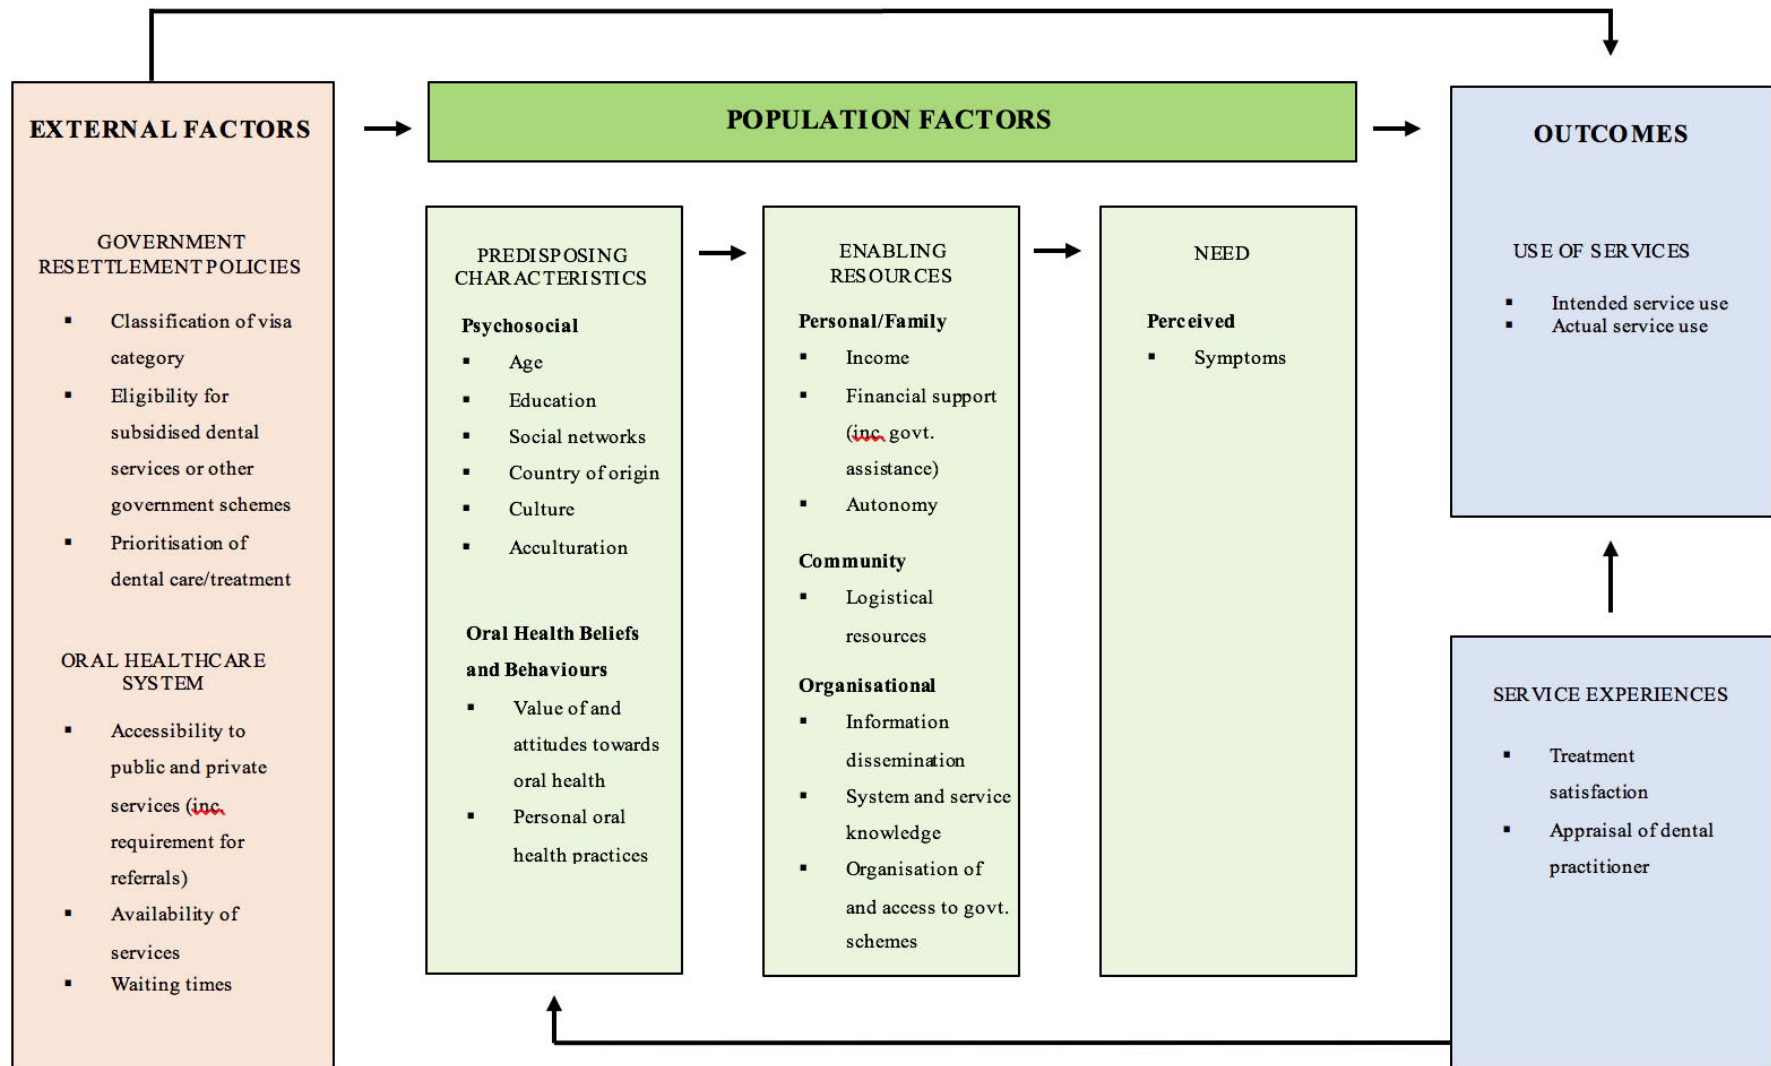 EXTERNAL FACTORS
GOVERNMENT
RESETTLEMENT POLICIES
▪ Classification of visa
category
▪ Eligibility for
subsidised dental
services or other
government schemes
▪ Prioritisation of
dental care/treatment
ORAL HEALTHCARE
SYSTEM
▪ Accessibility to
public and private
services (inc.
requirement for
referrals)
▪ Availability of
services
▪ Waiting times
POPULATION FACTORS
PREDISPOSING
CHARACTERISTICS
Psychosocial
▪ Age
▪ Education
▪ Social networks
▪ Country of origin
▪ Culture
▪ Acculturation
Oral Health Beliefs
and Behaviours
▪ Value of and
attitudes towards
oral health
▪ Personal oral
health practices
ENABLING
RESOURCES
Personal/Family
▪ Income
▪ Financial support
(inc. govt.
assistance)
▪ Autonomy
Community
▪ Logistical
resources
Organisational
▪ Information
dissemination
▪ System and service
knowledge
▪ Organisation of
and access to govt.
schemes
NEED
Perceived
▪ Symptoms
OUTCOMES
USE OF SERVICES
▪ Intended service use
▪ Actual service use
SERVICE EXPERIENCES
▪ Treatment
satisfaction
▪ Appraisal of dental
practitioner